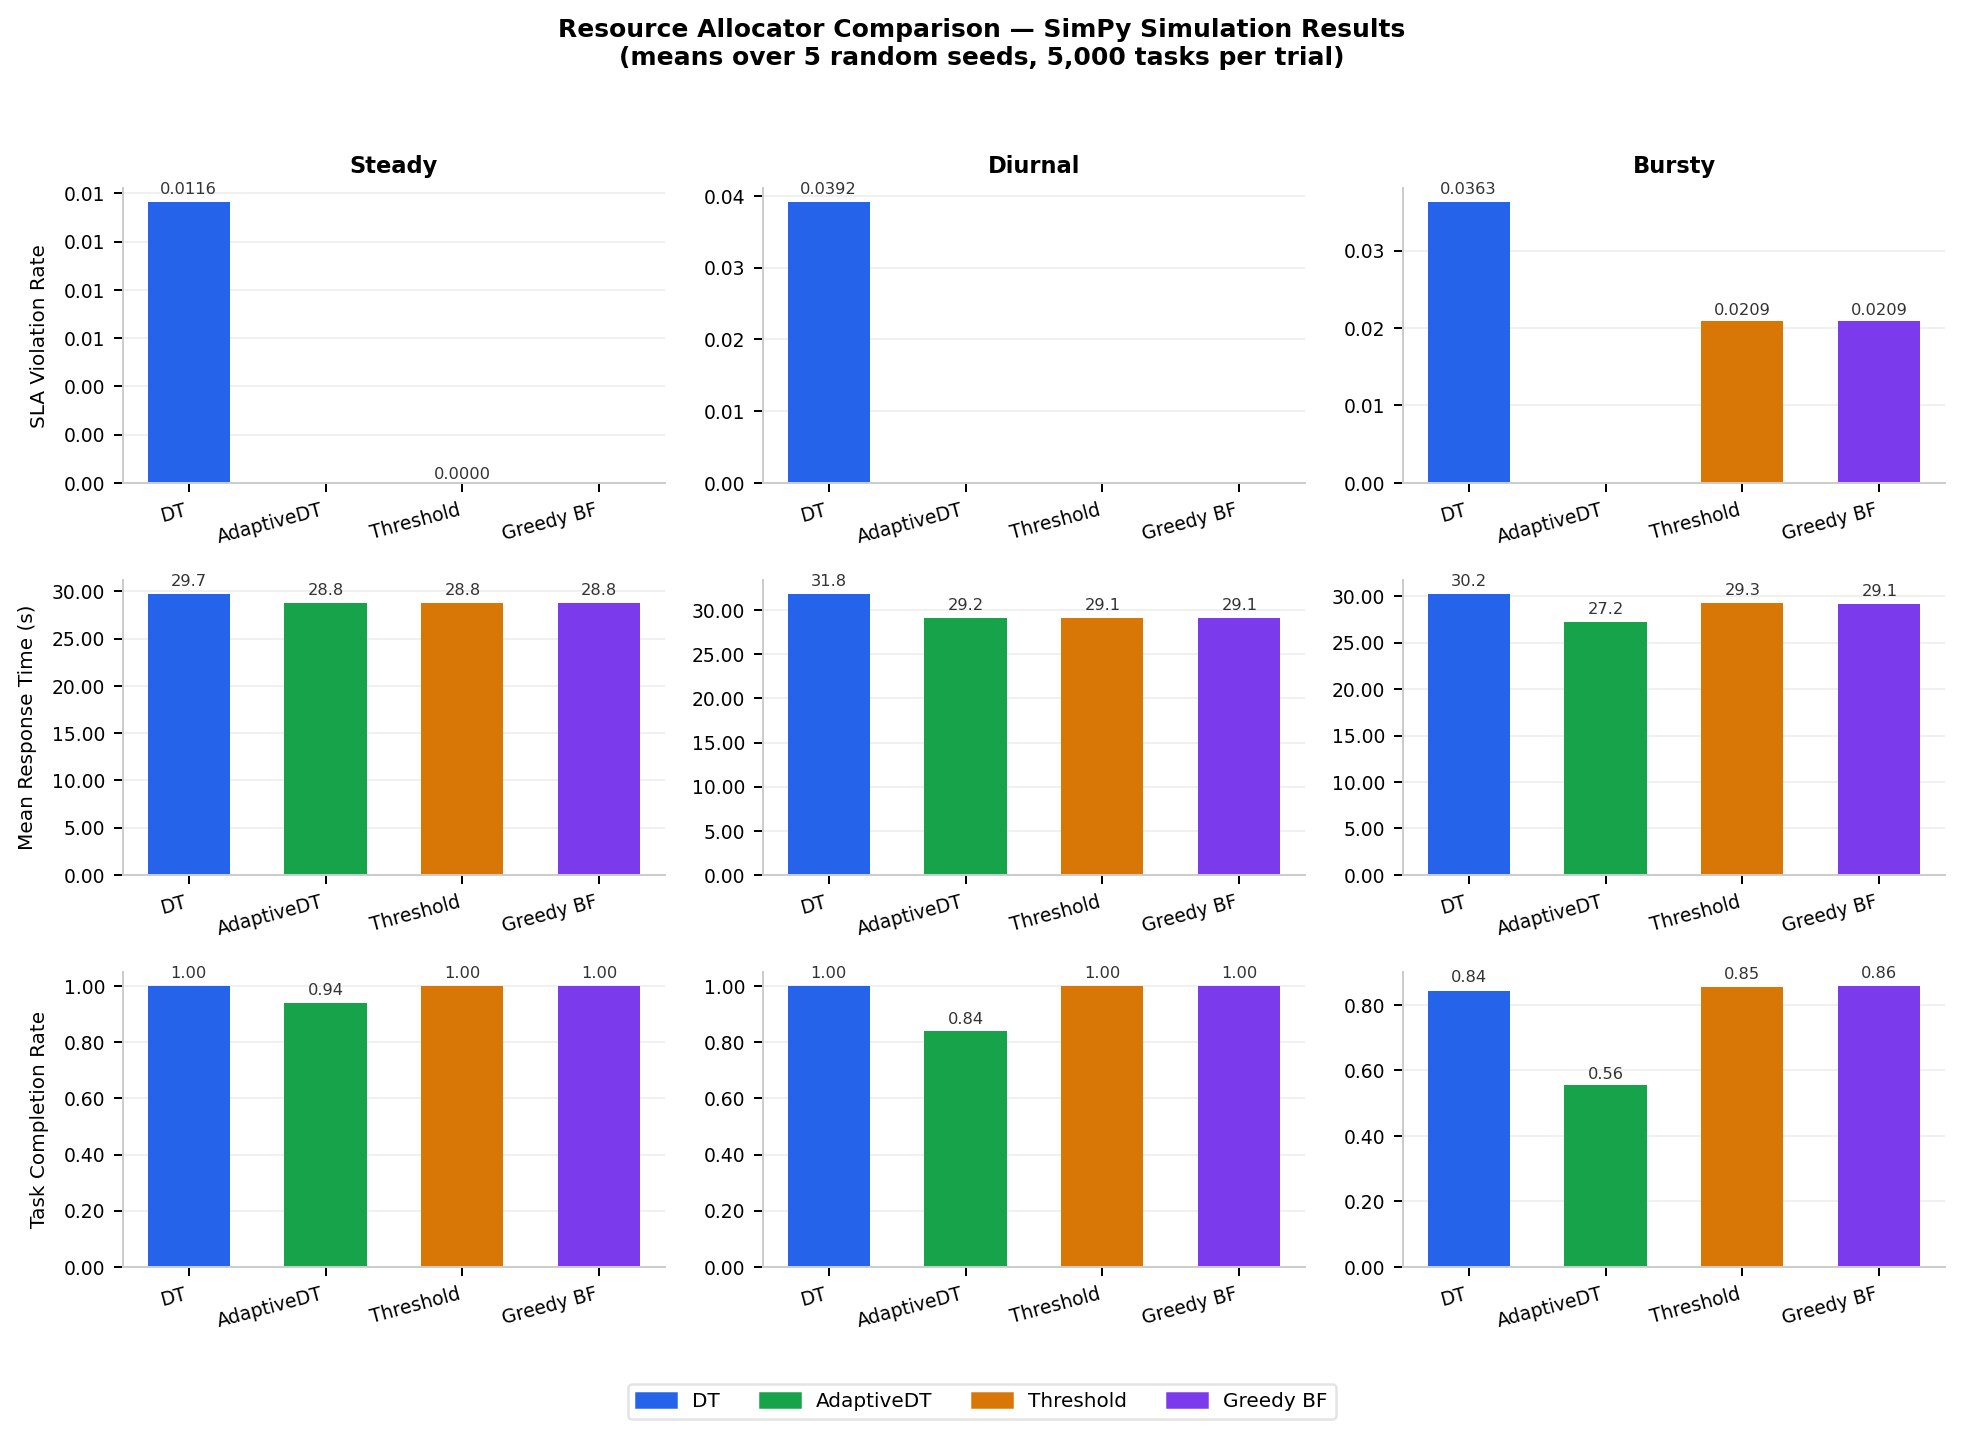 Resource Allocator Comparison — SimPy Simulation Results
(means over 5 random seeds, 5,000 tasks per trial)
Steady
Diurnal
Bursty
SLA Violation Rate
0.01
0.01
0.01
0.01
0.00
0.00
0.00
0.0116
0.0000
DT
AdaptiveDT
Threshold
Greedy BF
0.04
0.03
0.02
0.01
0.00
0.0392
DT
AdaptiveDT
Threshold
Greedy BF
0.03
0.02
0.01
0.00
0.0363
0.0209
0.0209
DT
AdaptiveDT
Threshold
Greedy BF
Mean Response Time (s)
30.00
25.00
20.00
15.00
10.00
5.00
0.00
29.7
28.8
28.8
28.8
DT
AdaptiveDT
Threshold
Greedy BF
30.00
25.00
20.00
15.00
10.00
5.00
0.00
31.8
29.2
29.1
29.1
DT
AdaptiveDT
Threshold
Greedy BF
30.00
25.00
20.00
15.00
10.00
5.00
0.00
30.2
27.2
29.3
29.1
DT
AdaptiveDT
Threshold
Greedy BF
Task Completion Rate
1.00
0.80
0.60
0.40
0.20
0.00
1.00
0.94
1.00
1.00
DT
AdaptiveDT
Threshold
Greedy BF
1.00
0.80
0.60
0.40
0.20
0.00
1.00
0.84
1.00
1.00
DT
AdaptiveDT
Threshold
Greedy BF
0.80
0.60
0.40
0.20
0.00
0.84
0.56
0.85
0.86
DT
AdaptiveDT
Threshold
Greedy BF
DT
AdaptiveDT
Threshold
Greedy BF